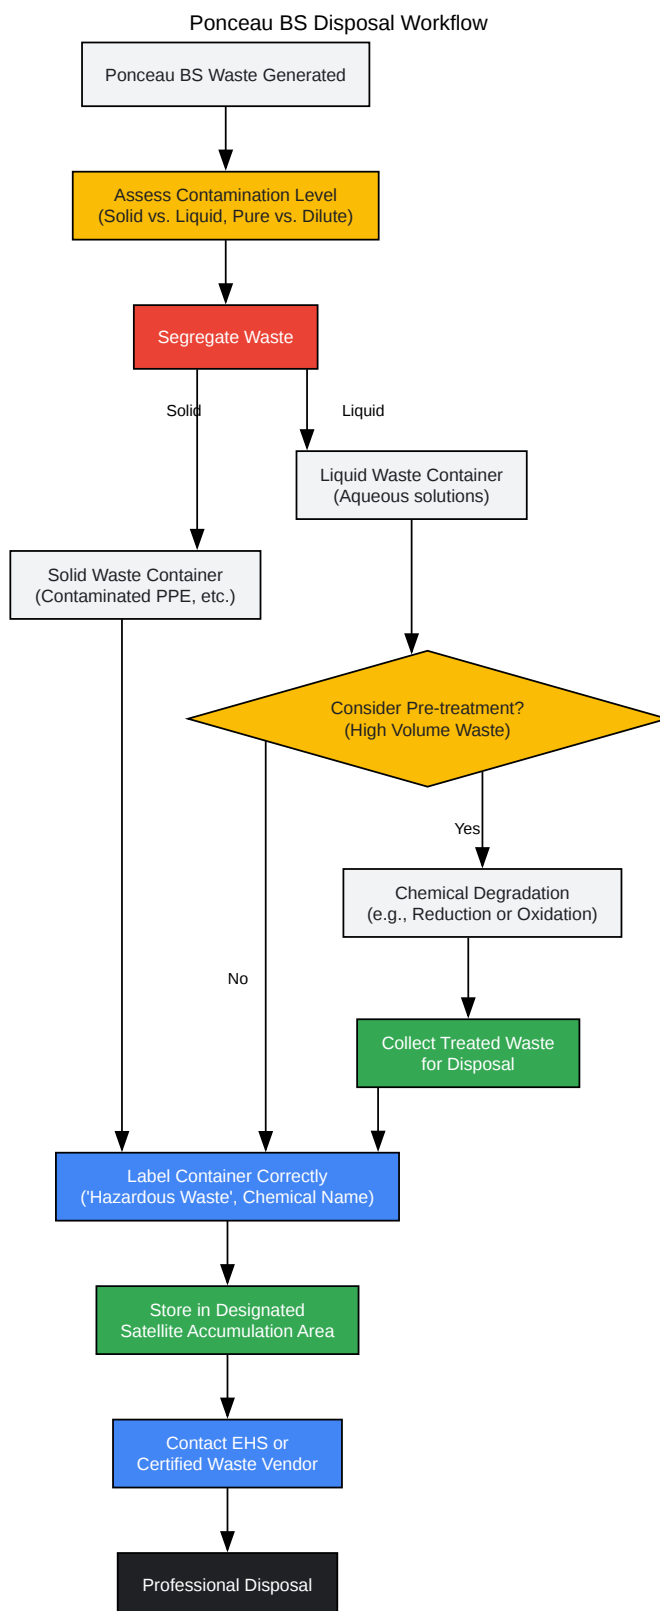 Ponceau BS Disposal Workflow
Ponceau BS Waste Generated
Assess Contamination Level
(Solid vs. Liquid, Pure vs. Dilute)
Segregate Waste
Solid
Liquid
Liquid Waste Container
(Aqueous solutions)
Solid Waste Container
(Contaminated PPE, etc.)
Consider Pre-treatment?
(High Volume Waste)
Yes
Chemical Degradation
(e.g., Reduction or Oxidation)
No
Collect Treated Waste
for Disposal
Label Container Correctly
('Hazardous Waste', Chemical Name)
Store in Designated
Satellite Accumulation Area
Contact EHS or
Certified Waste Vendor
Professional Disposal